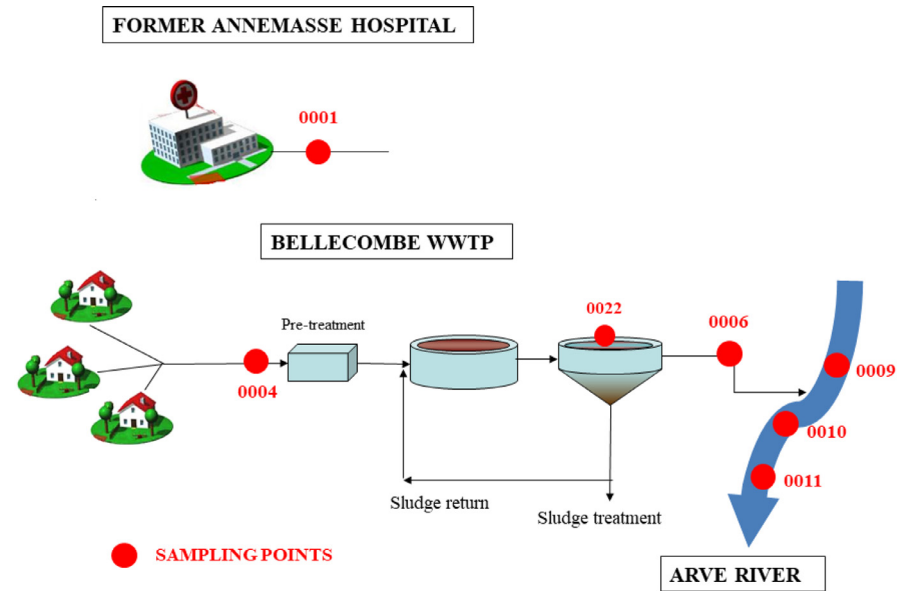 FORMER ANNEMASSE HOSPITAL
0001
BELLECOMBE WWTP
Pre-treatment
0022
0006
0009
0004
0010
0011
Sludge return
Sludge treatment
SAMPLING POINTS
ARVE RIVER